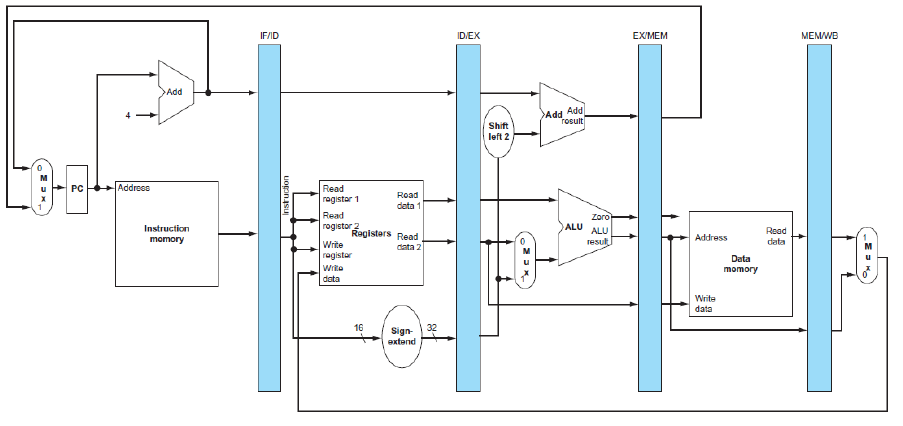 IF/ID
ID/EX
EX/MEM
MEM/WB
Add
4
Add
Add
result
Shift
left 2
0
M
u
x
1
PC
Address
Instruction
memory
Instruction
Read
register 1
Read
register 2
Registers
Write
register
Write
data
Read
data 1
Read
data 2
0
M
u
x
1
Zero
ALU
ALU
result
Address
Read
data
Data
memory
Write
data
1
M
u
x
0
16
Sign-
extend
32